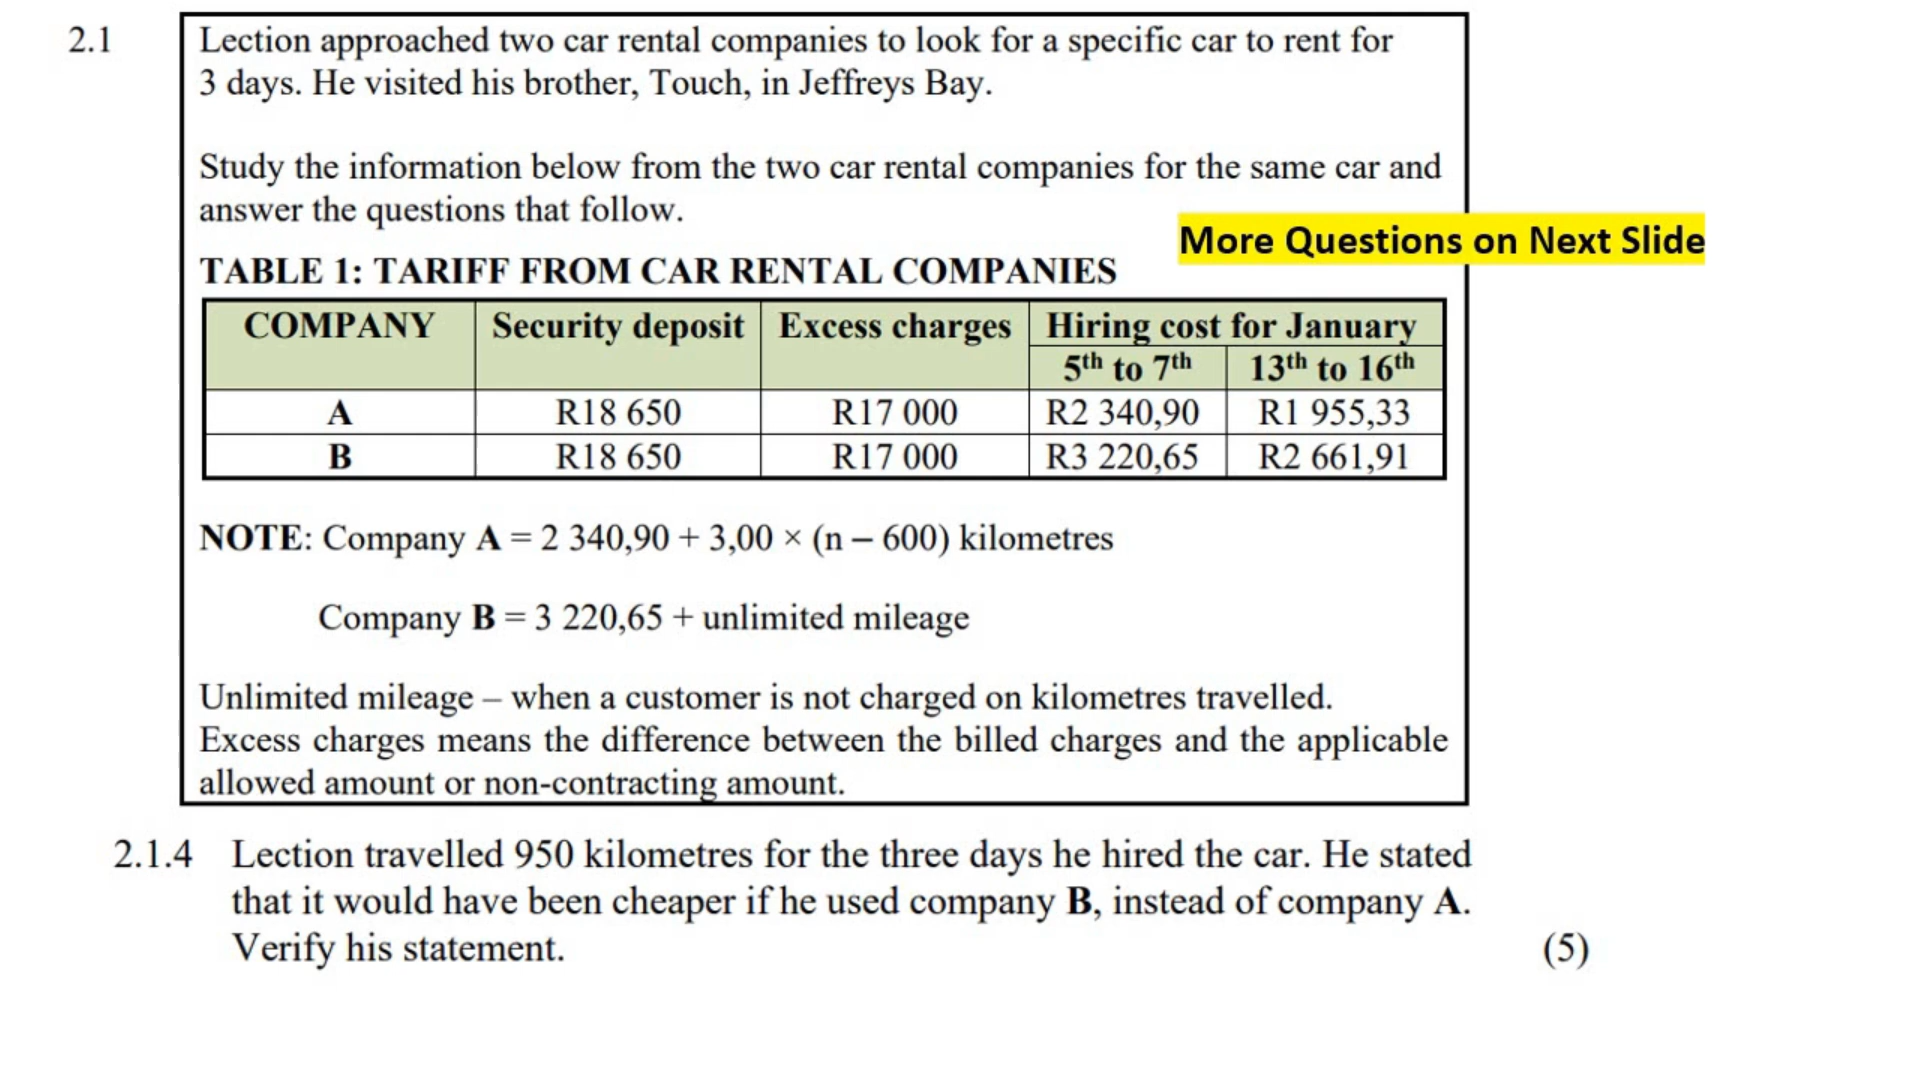 2.1
Lection approached two car rental companies to look for a specific car to rent for
3 days. He visited his brother, Touch, in Jeffreys Bay.
Study the information below from the two car rental companies for the same car and
answer the questions that follow.
More Questions on Next Slide
TABLE 1: TARIFF FROM CAR RENTAL COMPANIES
COMPANY Security deposit Excess charges Hiring cost for January
5th to 7th 13th to 16th
A R18 650 R17 000 R2 340,90 R1 955,33
B R18 650 R17 000 R3 220,65 R2 661,91
NOTE: Company A = 2 340,90 + 3,00 × (n – 600) kilometres
Company B = 3 220,65 + unlimited mileage
Unlimited mileage – when a customer is not charged on kilometres travelled.
Excess charges means the difference between the billed charges and the applicable
allowed amount or non-contracting amount.
2.1.4 Lection travelled 950 kilometres for the three days he hired the car. He stated
that it would have been cheaper if he used company B, instead of company A.
Verify his statement.
(5)